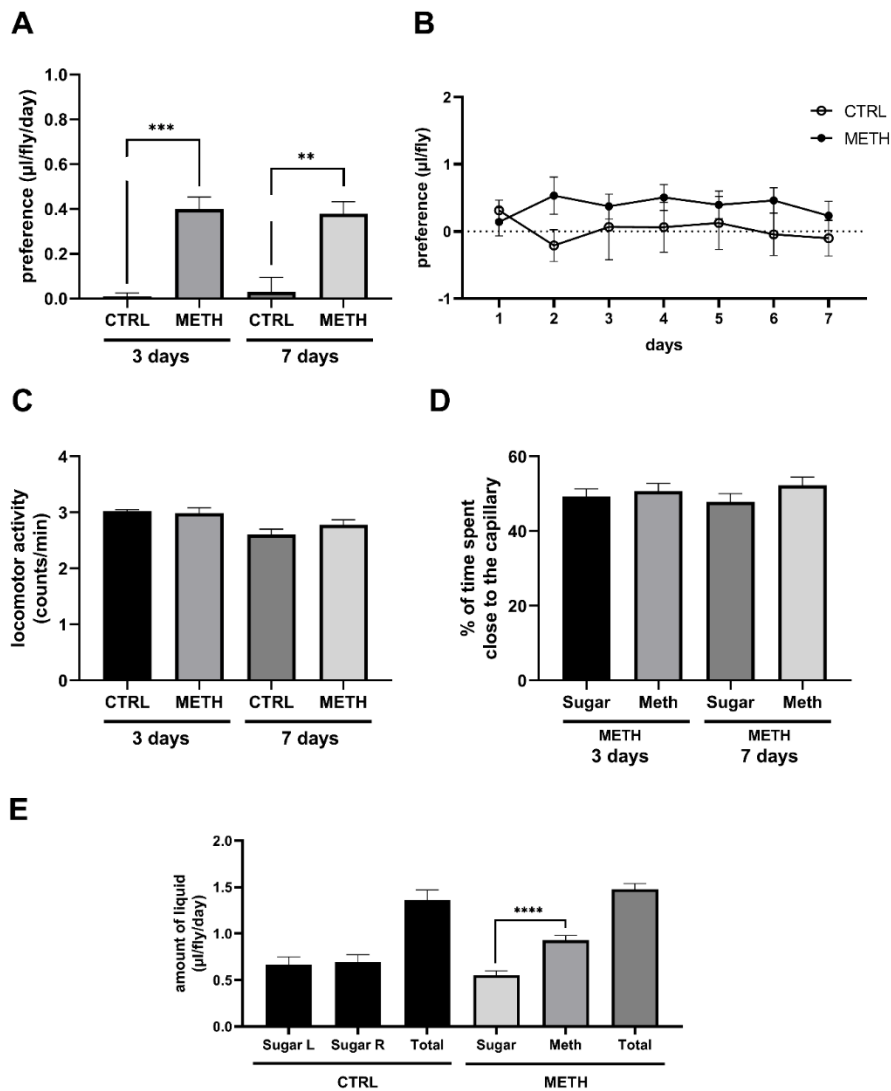 A
preference (µl/fly/day)
1.0
0.8
0.6
0.4
0.2
0.0
***
**
CTRL METH CTRL METH
3 days 7 days
B
preference (µl/fly)
2
1
0
-1
CTRL
METH
1 2 3 4 5 6 7
days
C
locomotor activity
(counts/min)
4
3
2
1
0
CTRL METH CTRL METH
3 days 7 days
D
% of time spent
close to the capillary
60
40
20
0
Sugar Meth Sugar Meth
METH METH
3 days 7 days
E
amount of liquid
(µl/fly/day)
2.0
1.5
1.0
0.5
0.0
****
Sugar L Sugar R Total Sugar Meth Total
CTRL METH